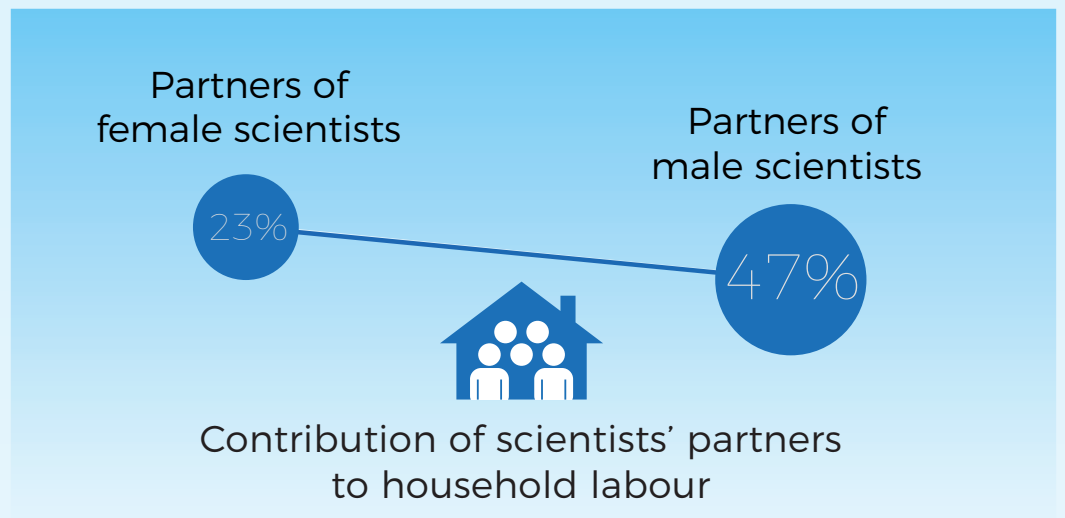 Partners of
female scientists
23%
Partners of
male scientists
47%
Contribution of scientists’ partners
to household labour